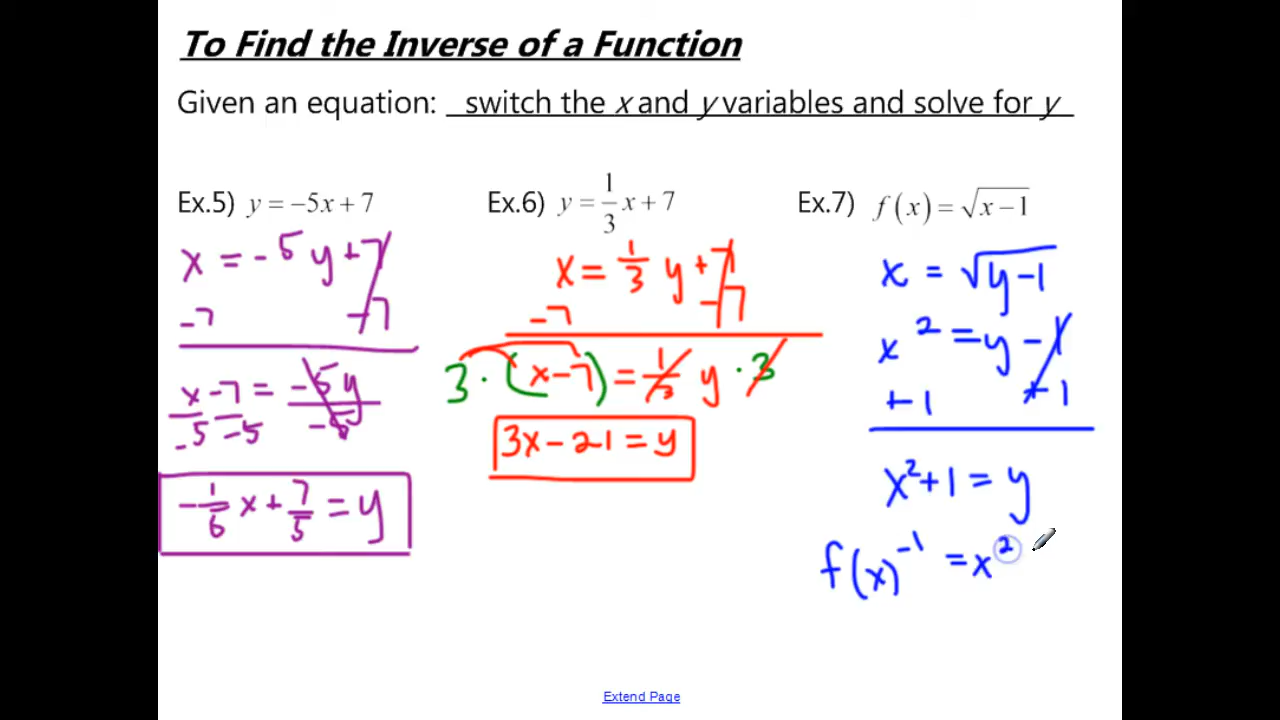 To Find the Inverse of a Function
Given an equation: switch the x and y variables and solve for y
Ex.5) y = −5x + 7
x = -5 y + 7
-7 -7
x - 7 = -5y
-5 -5 -5
-1/6 x + 7/5 = y
Ex.6) y = 1/3 x + 7
x = 1/3 y + 7
-7 -7
3 · (x - 7) = 1/3 y · 3
3x - 21 = y
Ex.7) f(x) = √(x − 1)
x = √(y - 1)
x² = y - 1
+1 +1
x² + 1 = y
f(x)⁻¹ = x²
Extend Page